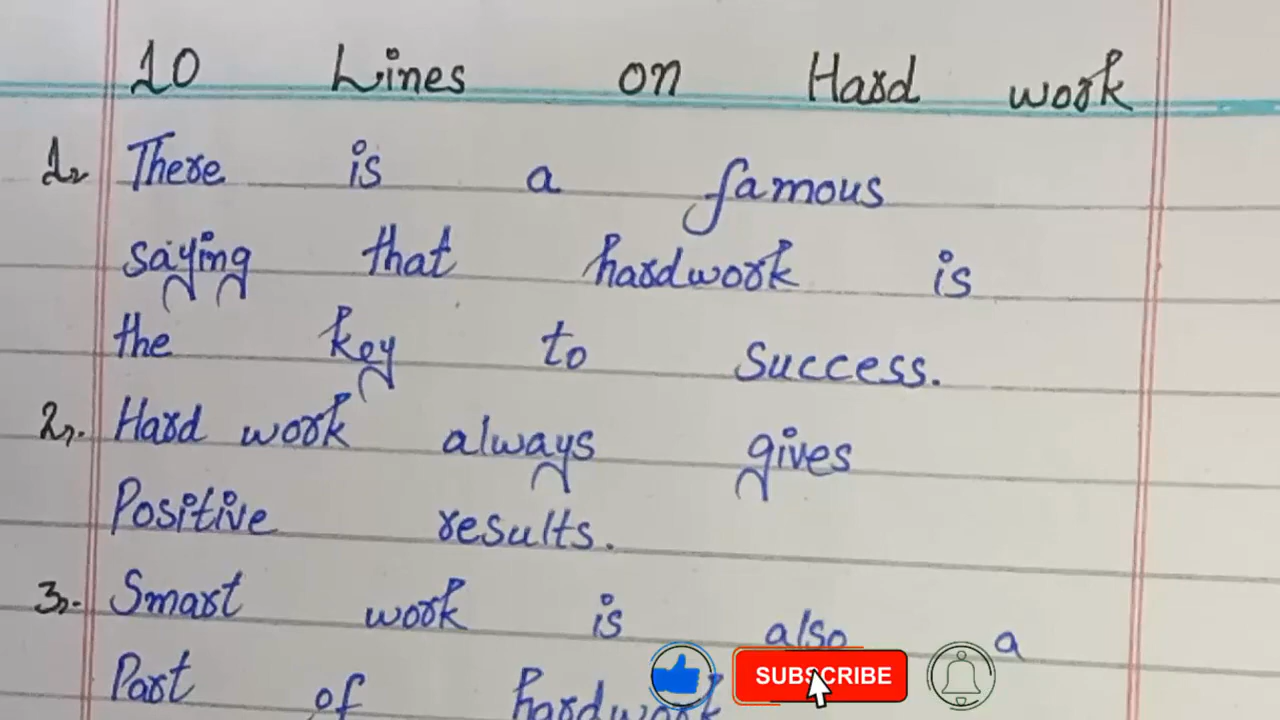 10 Lines on Hard work
1. There is a famous
saying that hardwork is
the key to success.
2. Hard work always gives
Positive results.
3. Smart work is also a
Part of hardwork
SUBSCRIBE